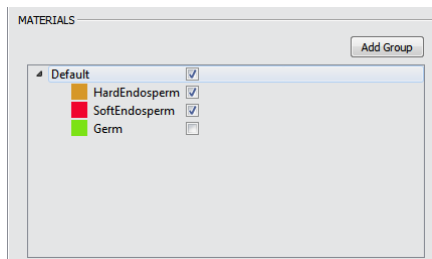 MATERIALS
Add Group
Default
HardEndosperm
SoftEndosperm
Germ